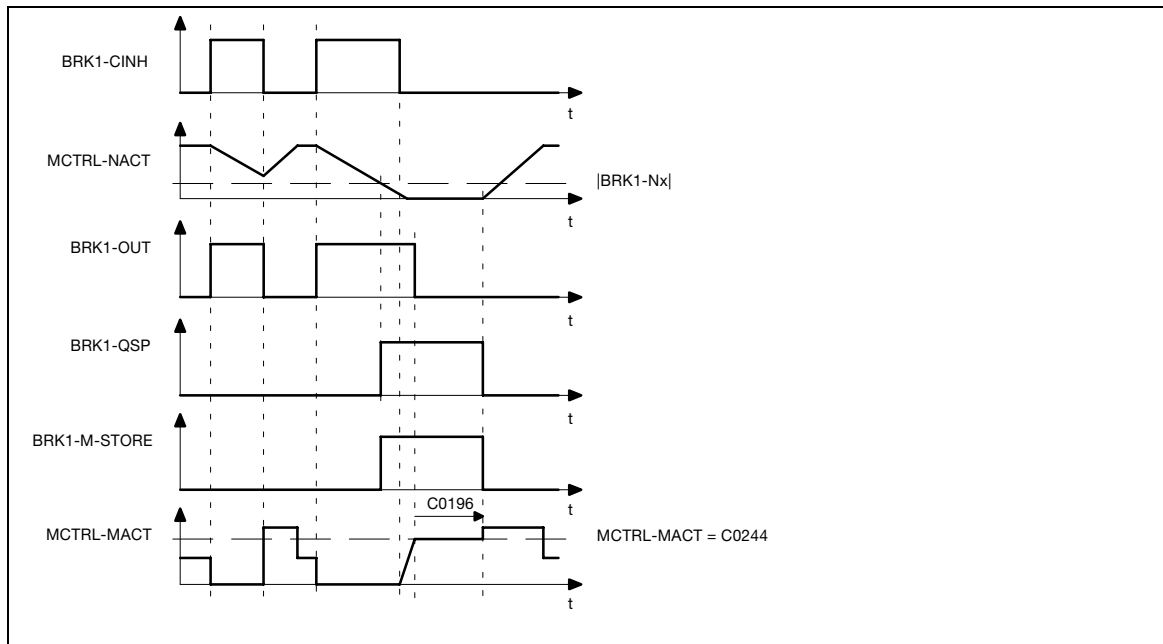 BRK1-CINH
t
MCTRL-NACT
|BRK1-Nx|
t
BRK1-OUT
t
BRK1-QSP
t
BRK1-M-STORE
t
C0196
MCTRL-MACT
MCTRL-MACT = C0244
t